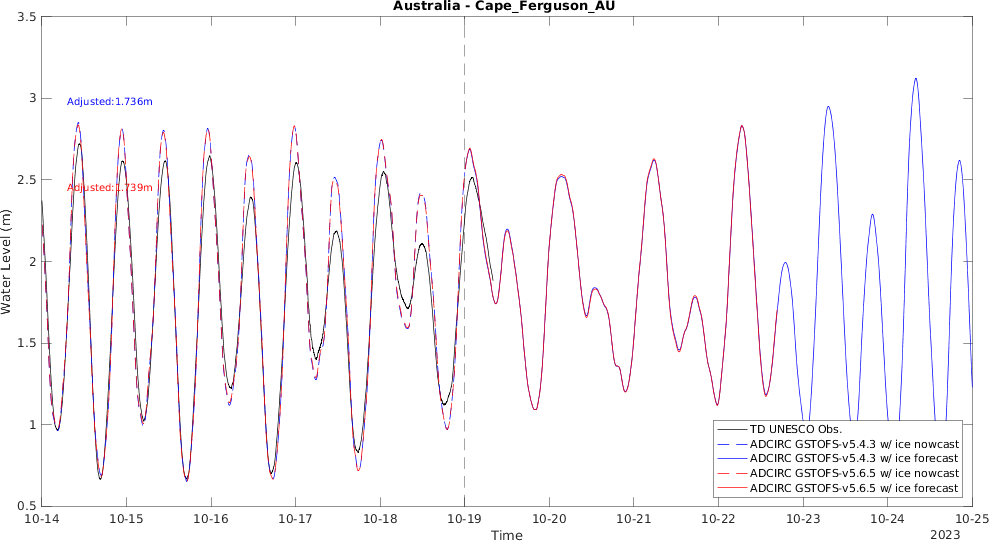 Australia - Cape_Ferguson_AU
3.5
3
2.5
2
1.5
1
0.5
Water Level (m)
Adjusted:1.736m
Adjusted:1.739m
TD UNESCO Obs.
ADCIRC GSTOFS-v5.4.3 w/ ice nowcast
ADCIRC GSTOFS-v5.4.3 w/ ice forecast
ADCIRC GSTOFS-v5.6.5 w/ ice nowcast
ADCIRC GSTOFS-v5.6.5 w/ ice forecast
10-14 10-15 10-16 10-17 10-18 10-19 10-20 10-21 10-22 10-23 10-24 10-25
Time
2023